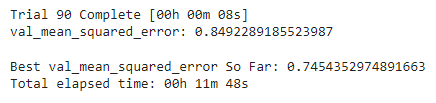 Trial 90 Complete [00h 00m 08s]
val_mean_squared_error: 0.8492289185523987
Best val_mean_squared_error So Far: 0.7454352974891663
Total elapsed time: 00h 11m 48s